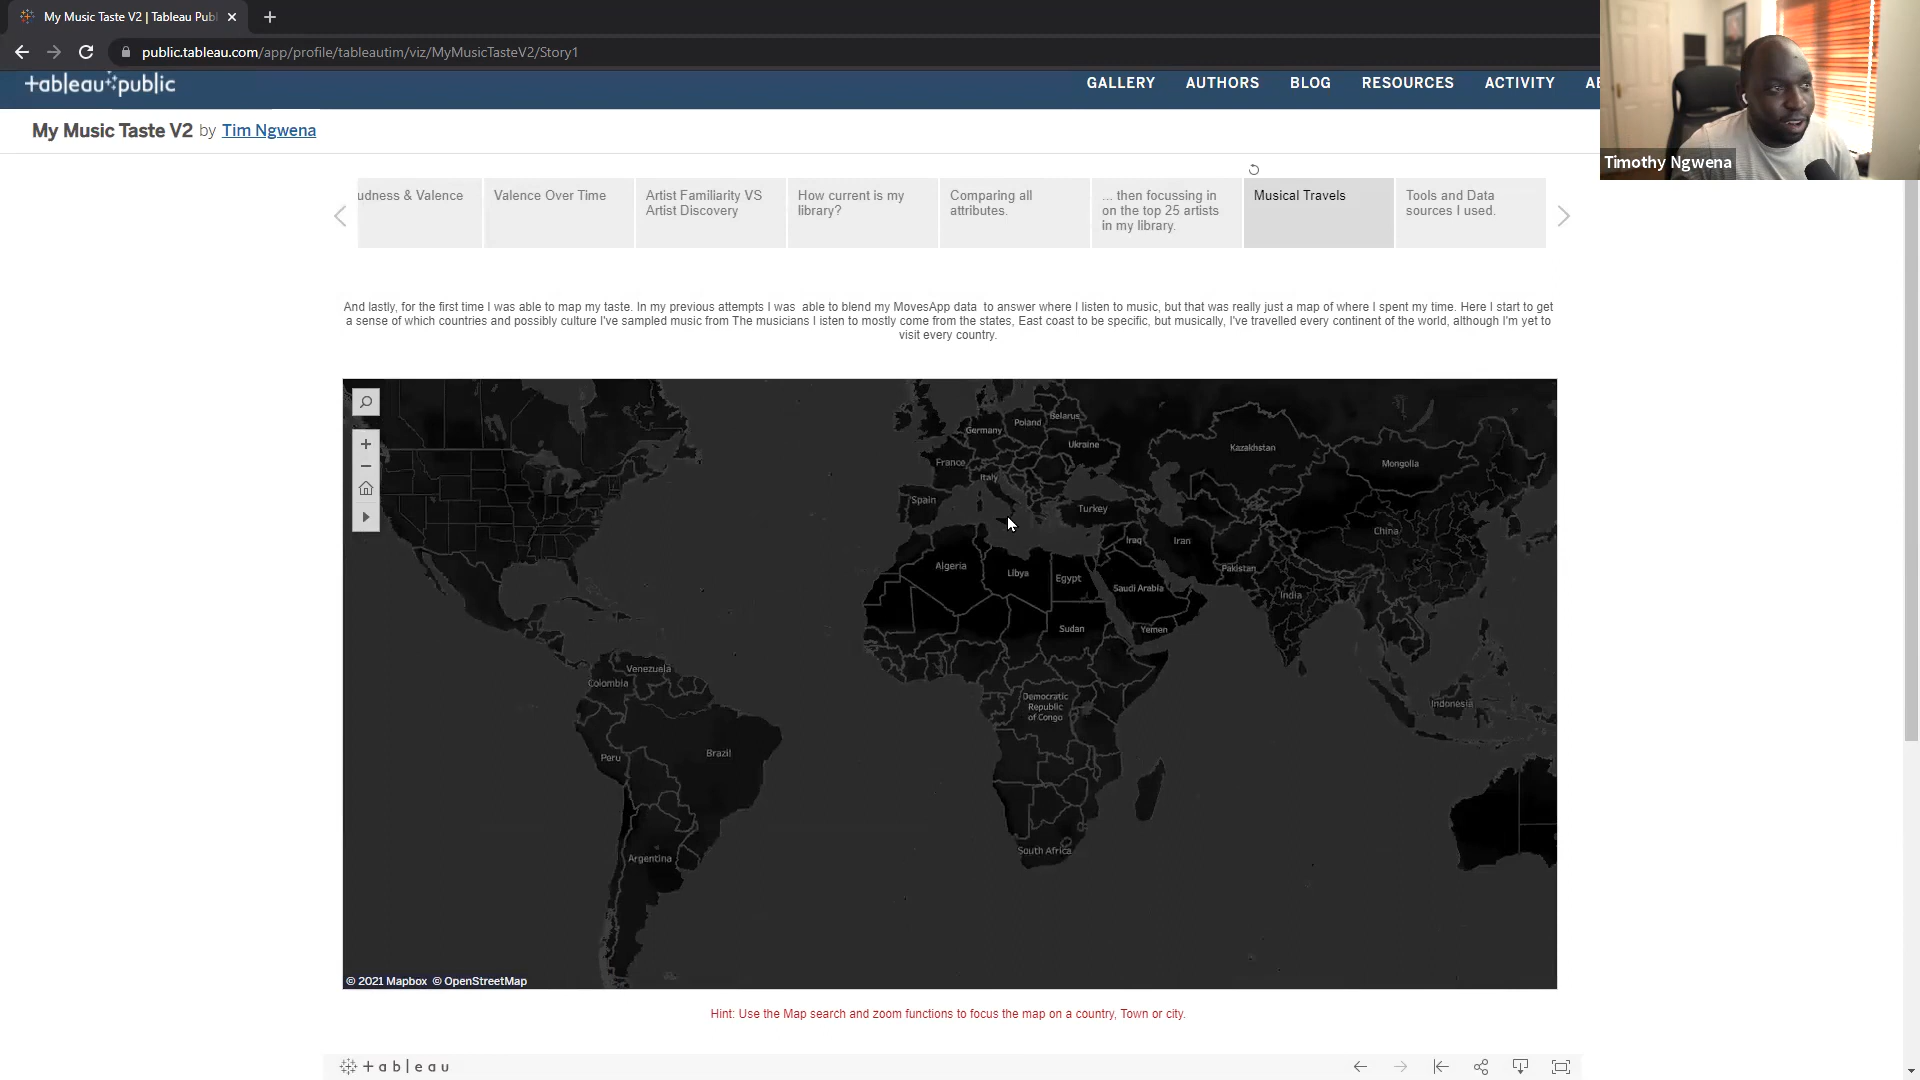 My Music Taste V2 | Tableau Publ
public.tableau.com/app/profile/tableautim/viz/MyMusicTasteV2/Story1
tableau public
GALLERY AUTHORS BLOG RESOURCES ACTIVITY AB
My Music Taste V2 by Tim Ngwena
Timothy Ngwena
udness & Valence
Valence Over Time
Artist Familiarity VS
Artist Discovery
How current is my
library?
Comparing all
attributes.
... then focussing in
on the top 25 artists
in my library.
Musical Travels
Tools and Data
sources I used.
And lastly, for the first time I was able to map my taste. In my previous attempts I was able to blend my MovesApp data to answer where I listen to music, but that was really just a map of where I spent my time. Here I start to get
a sense of which countries and possibly culture I've sampled music from The musicians I isten to mostly come from the states, East coast to be specific, but musically, I've travelled every continent of the world, although I'm yet to
visit every country.
Belarus
Poland
Germany
Ukraine
Kazakhstan
France
Mongolia
Italy
Spain
Turkey
China
Iraq
Iran
Algeria
Libya
Egypt
Pakistan
Saudi Arabia
India
Sudan
Yemen
Venezuela
Colombia
Democratic
Republic
of Congo
Indonesia
Brazil
Peru
South Africa
Argentina
© 2021 Mapbox © OpenStreetMap
Hint: Use the Map search and zoom functions to focus the map on a country, Town or city.
+ a b | e a u